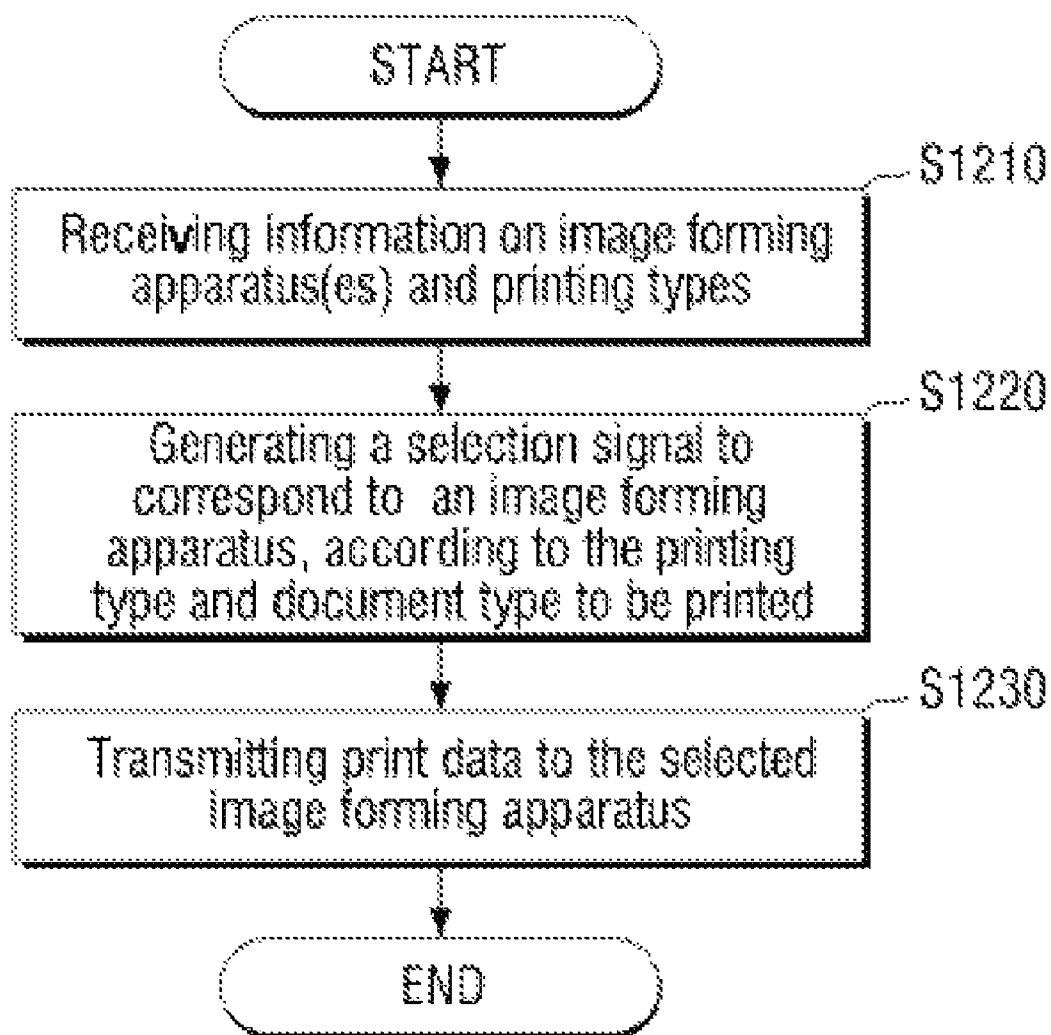 START
S1210
Receiving information on image forming
apparatus(es) and printing types
S1220
Generating a selection signal to
correspond to an image forming
apparatus, according to the printing
type and document type to be printed
S1230
Transmitting print data to the selected
image forming apparatus
END